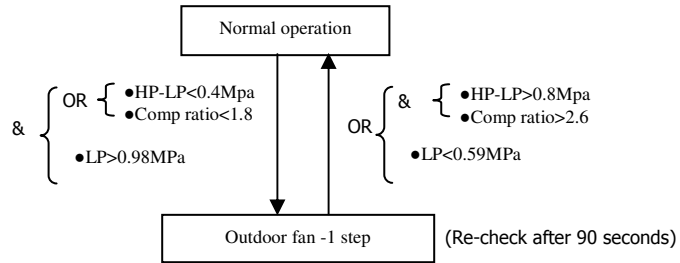 Normal operation
& OR ●HP-LP<0.4Mpa
●Comp ratio<1.8
●LP>0.98MPa
OR & ●HP-LP>0.8Mpa
●Comp ratio>2.6
●LP<0.59MPa
Outdoor fan -1 step
(Re-check after 90 seconds)